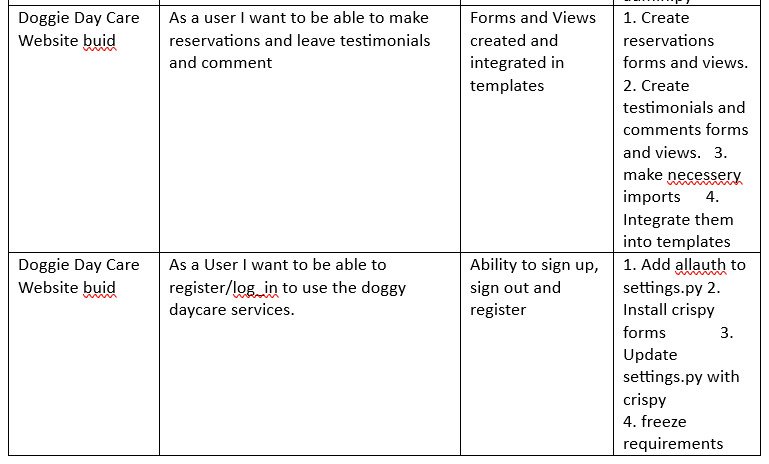 admin.py
Doggie Day Care
Website buid
As a user I want to be able to make
reservations and leave testimonials
and comment
Forms and Views
created and
integrated in
templates
1. Create
reservations
forms and views.
2. Create
testimonials and
comments forms
and views.   3.
make necessery
imports      4.
Integrate them
into templates
Doggie Day Care
Website buid
As a User I want to be able to
register/log_in to use the doggy
daycare services.
Ability to sign up,
sign out and
register
1. Add allauth to
settings.py 2.
Install crispy
forms            3.
Update
settings.py with
crispy
4. freeze
requirements